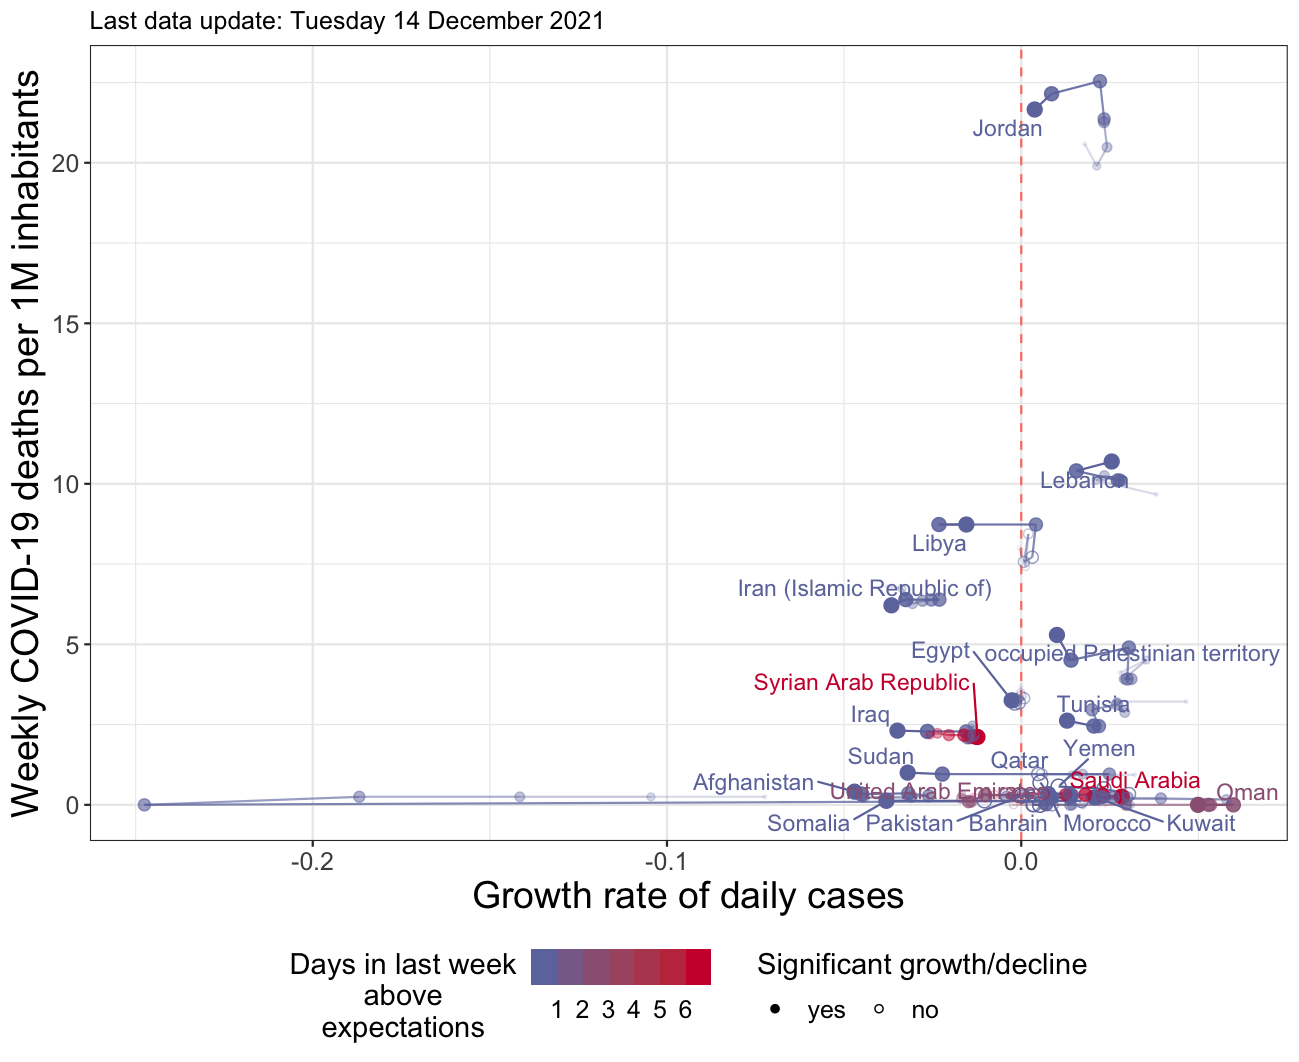 Last data update: Tuesday 14 December 2021
Weekly COVID-19 deaths per 1M inhabitants
20
15
10
5
0
Jordan
Lebanon
Libya
Iran (Islamic Republic of)
Egypt
occupied Palestinian territory
Syrian Arab Republic
Tunisia
Iraq
Yemen
Sudan
Qatar
Afghanistan
United Arab Emirates
Saudi Arabia
Oman
Somalia
Pakistan
Bahrain
Morocco
Kuwait
-0.2
-0.1
0.0
Growth rate of daily cases
Days in last week
above
expectations
1 2 3 4 5 6
Significant growth/decline
yes
no